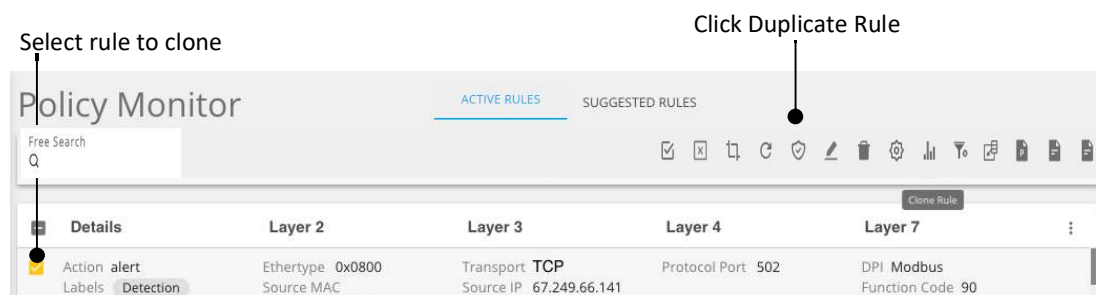 Click Duplicate Rule
Select rule to clone
Policy Monitor
ACTIVE RULES SUGGESTED RULES
Free Search
Clone Rule
Details Layer 2 Layer 3 Layer 4 Layer 7
Action alert Ethertype 0x0800 Transport TCP Protocol Port 502 DPI Modbus
Labels Detection Source MAC Source IP 67.249.66.141 Function Code 90